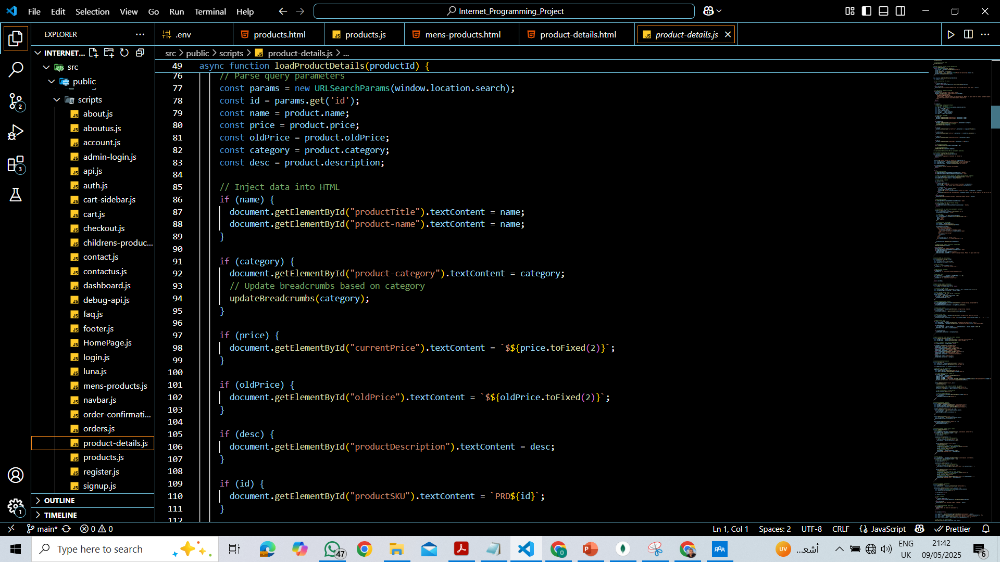 File Edit Selection View Go Run Terminal Help
Internet_Programming_Project
EXPLORER
.env
products.html
products.js
mens-products.html
product-details.html
product-details.js
INTERNET...
src
public
scripts
about.js
aboutus.js
account.js
admin-login.js
api.js
auth.js
cart-sidebar.js
cart.js
checkout.js
childrens-produc...
contact.js
contactus.js
dashboard.js
debug-api.js
faq.js
footer.js
HomePage.js
login.js
luna.js
mens-products.js
navbar.js
order-confirmati...
orders.js
product-details.js
products.js
register.js
signup.js
OUTLINE
TIMELINE
2
3
1
src > public > scripts > product-details.js > ...
49 async function loadProductDetails(productId) {
76 // Parse query parameters
77 const params = new URLSearchParams(window.location.search);
78 const id = params.get('id');
79 const name = product.name;
80 const price = product.price;
81 const oldPrice = product.oldPrice;
82 const category = product.category;
83 const desc = product.description;
84
85 // Inject data into HTML
86 if (name) {
87 document.getElementById("productTitle").textContent = name;
88 document.getElementById("product-name").textContent = name;
89 }
90
91 if (category) {
92 document.getElementById("product-category").textContent = category;
93 // Update breadcrumbs based on category
94 updateBreadcrumbs(category);
95 }
96
97 if (price) {
98 document.getElementById("currentPrice").textContent = `$${price.toFixed(2)}`;
99 }
100
101 if (oldPrice) {
102 document.getElementById("oldPrice").textContent = `$${oldPrice.toFixed(2)}`;
103 }
104
105 if (desc) {
106 document.getElementById("productDescription").textContent = desc;
107 }
108
109 if (id) {
110 document.getElementById("productSKU").textContent = `PRD${id}`;
111 }
112
main* 0 0
Ln 1, Col 1 Spaces: 2 UTF-8 CRLF JavaScript Prettier
Type here to search
47
UV
أشعـ...
ENG
UK
21:42
09/05/2025
6